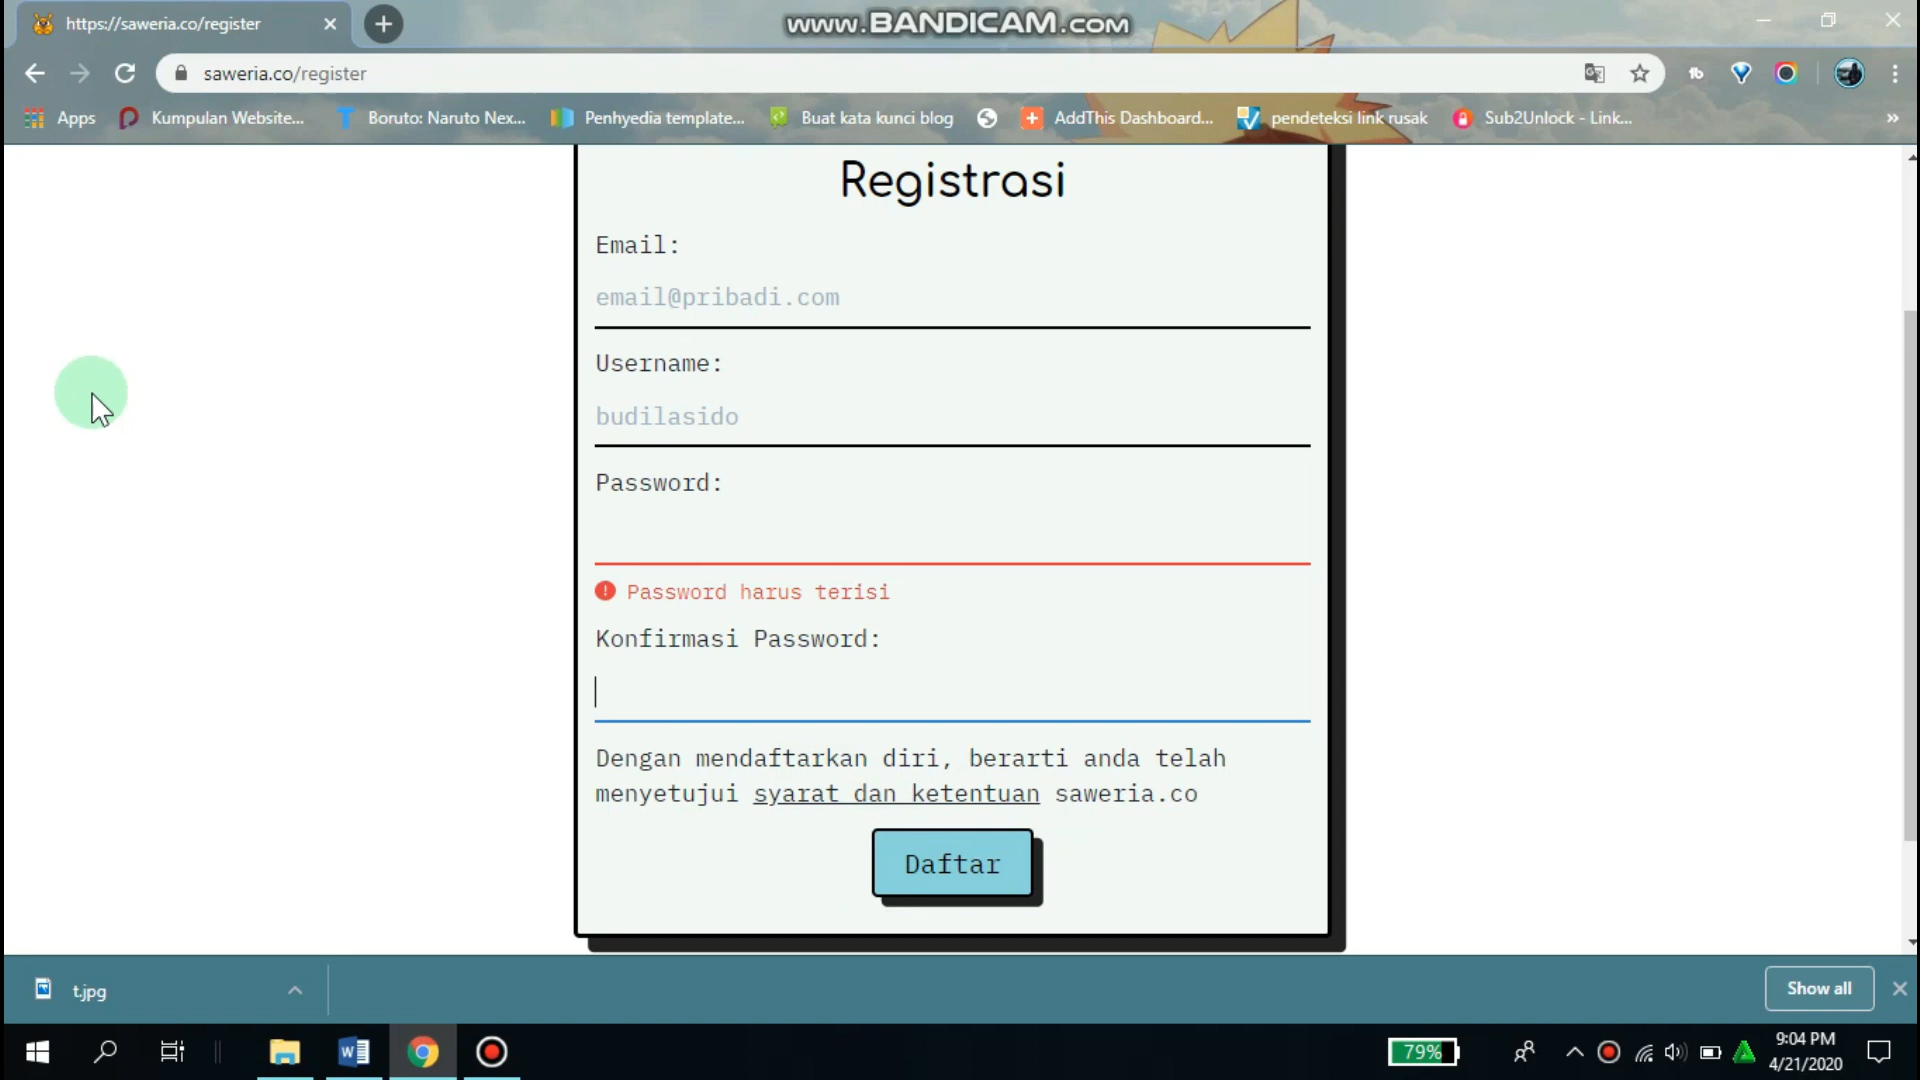 https://saweria.co/register
www.BANDICAM.com
saweria.co/register
Apps
Kumpulan Website...
Boruto: Naruto Nex...
Penhyedia template...
Buat kata kunci blog
AddThis Dashboard...
pendeteksi link rusak
Sub2Unlock - Link...
Registrasi
Email:
email@pribadi.com
Username:
budilasido
Password:
Password harus terisi
Konfirmasi Password:
Dengan mendaftarkan diri, berarti anda telah
menyetujui syarat dan ketentuan saweria.co
Daftar
t.jpg
Show all
79%
9:04 PM
4/21/2020